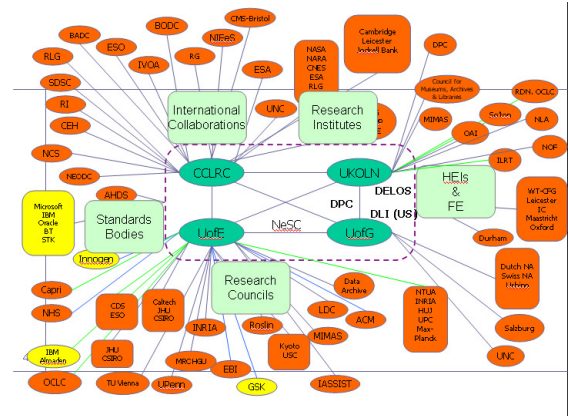 CMS-Bristol
BODC
NIEeS
BADC
ESO
IVOA
RG
RLG
SDSC
RI
CEH
NCS
NEODC
AHDS
ESA
UNC
NASA
NARA
CNES
ESA
RLG
Cambridge
Leicester
Jodrell Bank
DPC
Council for
Museums, Archives
& Libraries
RDN, OCLC
MIMAS
OAI
NLA
NOF
ILRT
International
Collaborations
Research
Institutes
CCLRC
UKOLN
DELOS
DPC
DLI (US)
HEIs
&
FE
WT-CFG
Leicester
IC
Maastricht
Oxford
Microsoft
IBM
Oracle
BT
STK
Standards
Bodies
UofE
NeSC
UofG
Durham
Innogen
Dutch NA
Swiss NA
Urbino
Research
Councils
Capri
NHS
CDS
ESO
Caltech
JHU
CSIRO
INRIA
Roslin
Data
Archive
LDC
ACM
MIMAS
NTUA
INRIA
HUJ
UPC
Max-
Planck
Salzburg
UNC
IBM
Almaden
JHU
CSIRO
Kyoto
USC
OCLC
TU Vienna
MRCHGU
UPenn
EBI
GSK
IASSIST